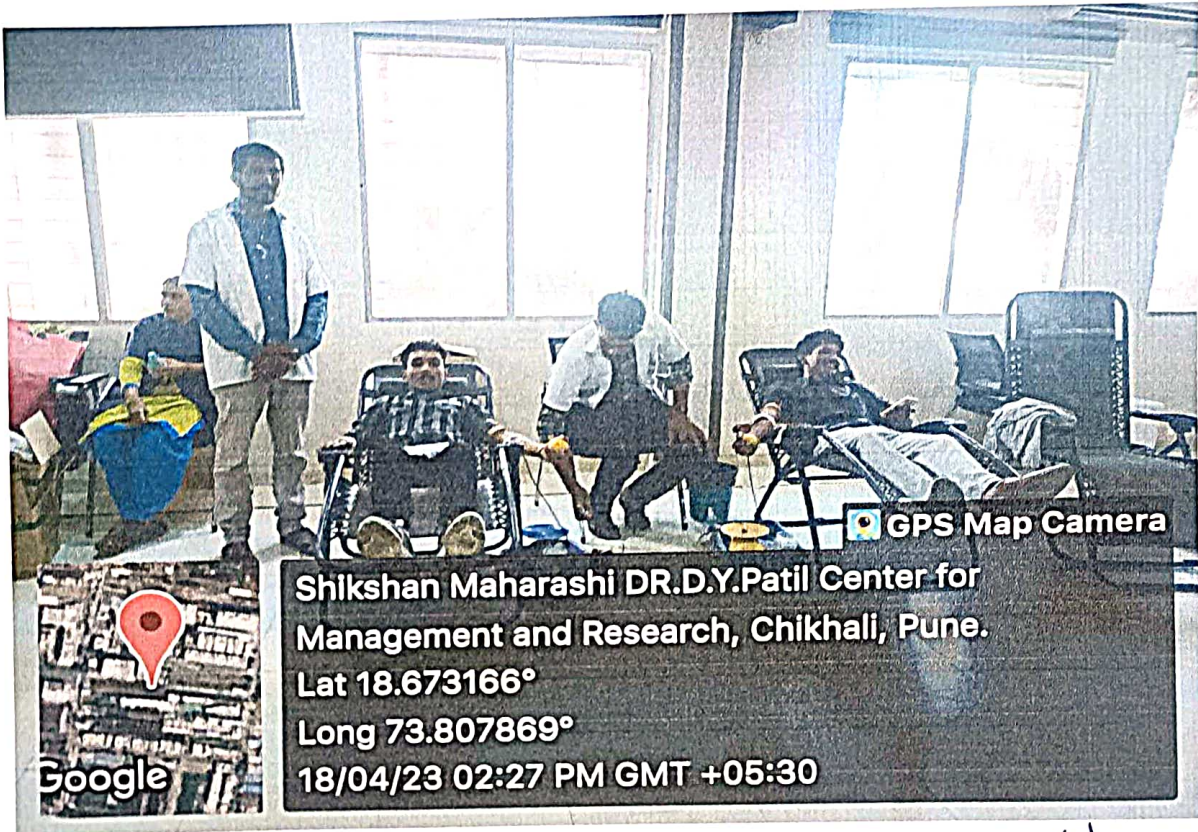 GPS Map Camera
Shikshan Maharashi DR.D.Y.Patil Center for
Management and Research, Chikhali, Pune.
Lat 18.673166°
Long 73.807869°
18/04/23 02:27 PM GMT +05:30
Google